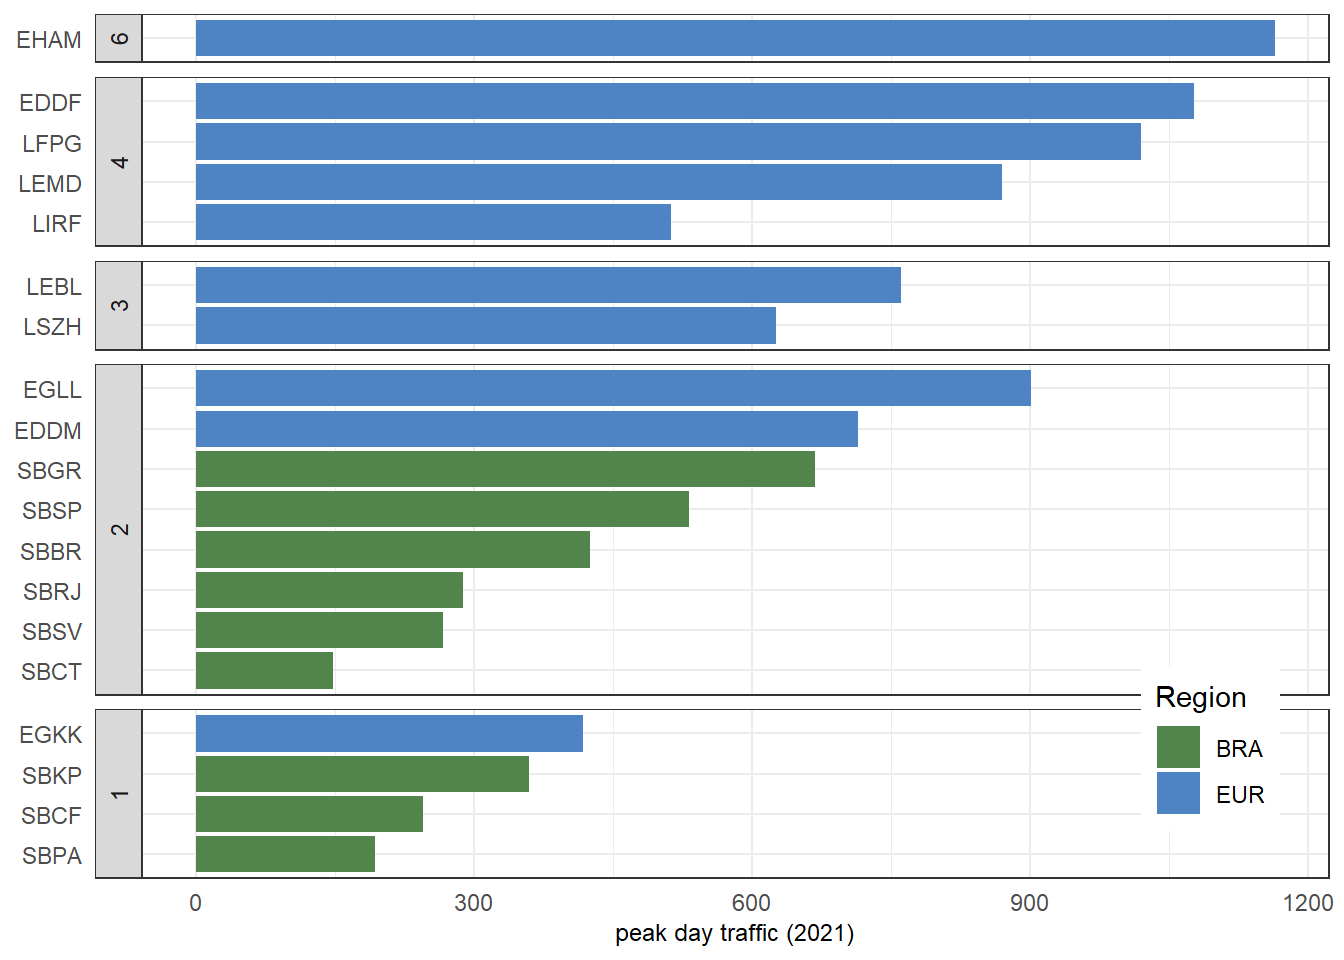 EHAM
6
EDDF
LFPG
LEMD
LIRF
4
LEBL
LSZH
3
EGLL
EDDM
SBGR
SBSP
SBBR
SBRJ
SBSV
SBCT
2
EGKK
SBKP
SBCF
SBPA
1
Region
BRA
EUR
0 300 600 900 1200
peak day traffic (2021)